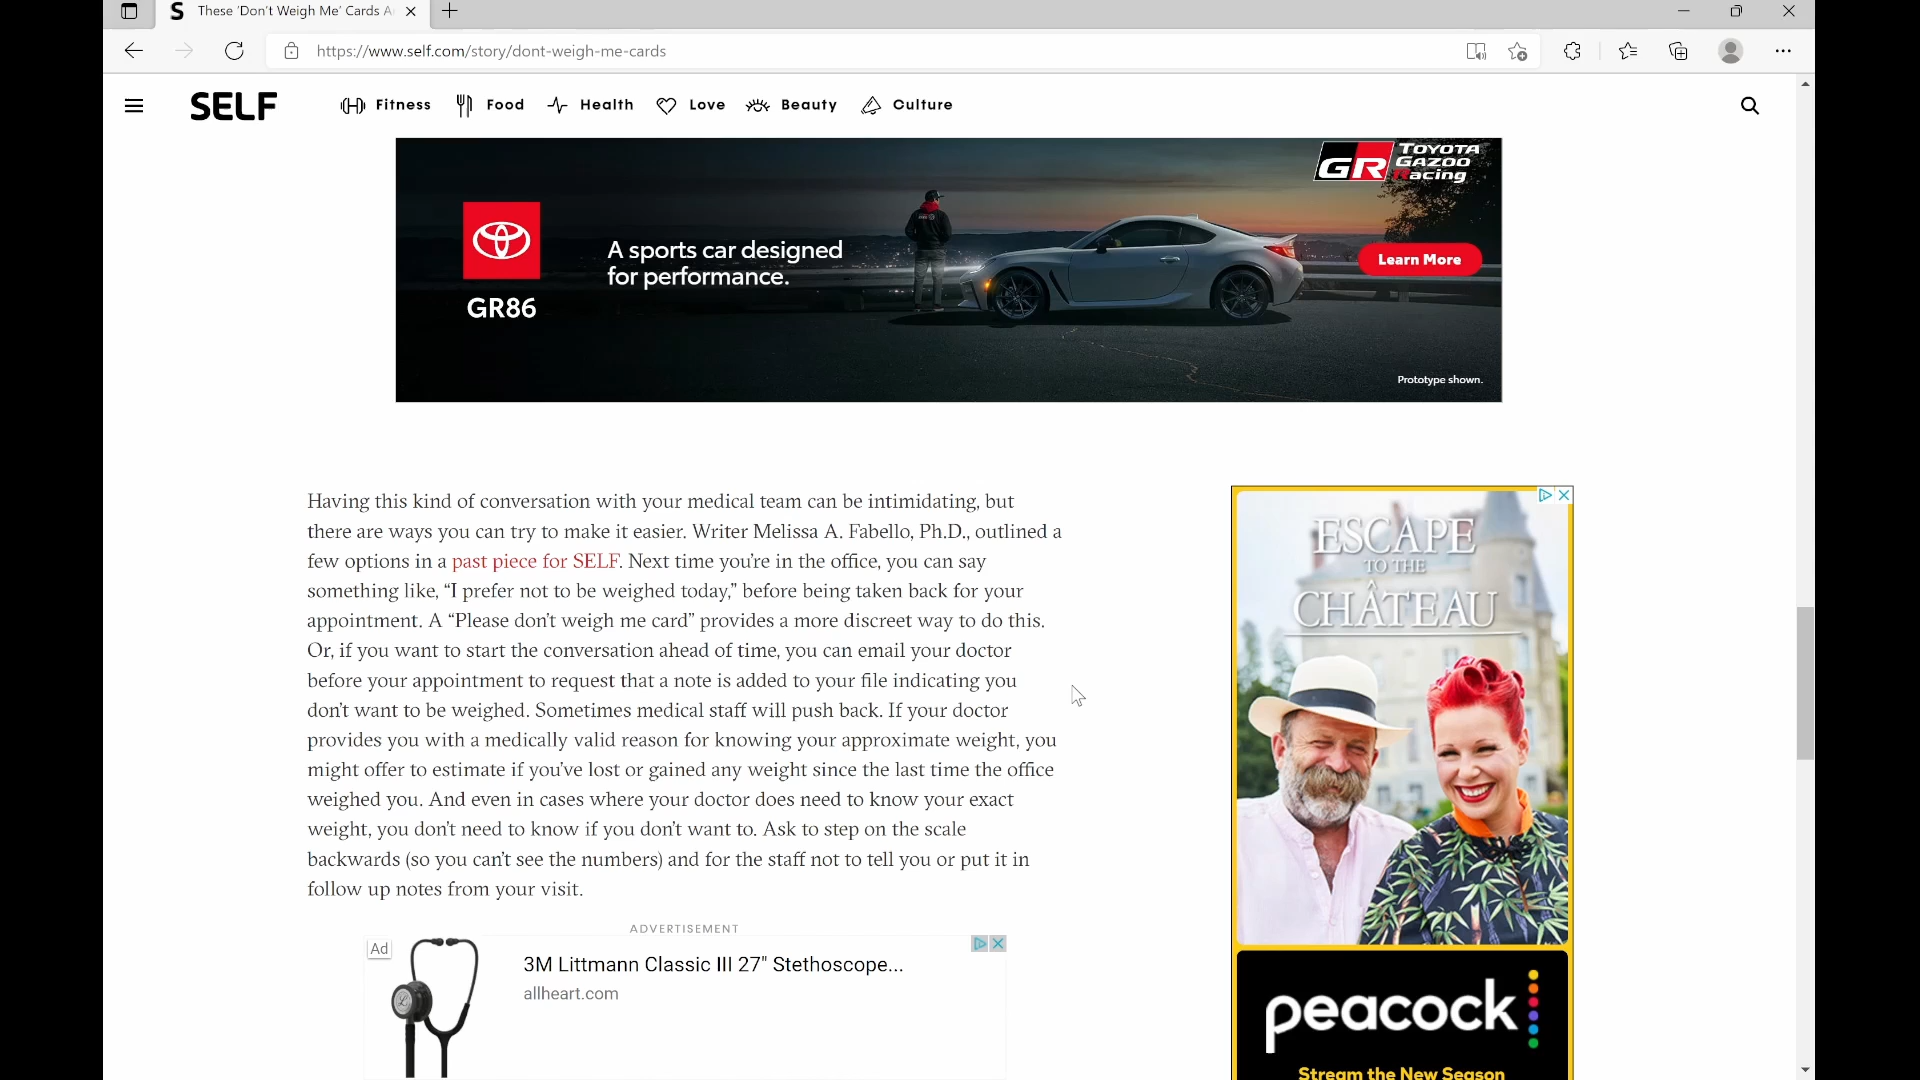 These 'Don't Weigh Me' Cards A
https://www.self.com/story/dont-weigh-me-cards
SELF
Fitness
Food
Health
Love
Beauty
Culture
GR TOYOTA
GAZOO
Racing
A sports car designed
for performance.
Learn More
GR86
Prototype shown.
Having this kind of conversation with your medical team can be intimidating, but
there are ways you can try to make it easier. Writer Melissa A. Fabello, Ph.D., outlined a
few options in a past piece for SELF. Next time you're in the office, you can say
something like, “I prefer not to be weighed today,” before being taken back for your
appointment. A “Please don't weigh me card” provides a more discreet way to do this.
Or, if you want to start the conversation ahead of time, you can email your doctor
before your appointment to request that a note is added to your file indicating you
don't want to be weighed. Sometimes medical staff will push back. If your doctor
provides you with a medically valid reason for knowing your approximate weight, you
might offer to estimate if you've lost or gained any weight since the last time the office
weighed you. And even in cases where your doctor does need to know your exact
weight, you don't need to know if you don't want to. Ask to step on the scale
backwards (so you can't see the numbers) and for the staff not to tell you or put it in
follow up notes from your visit.
ADVERTISEMENT
Ad
3M Littmann Classic III 27" Stethoscope...
allheart.com
ESCAPE
TO THE
CHÂTEAU
peacock
Stream the New Season